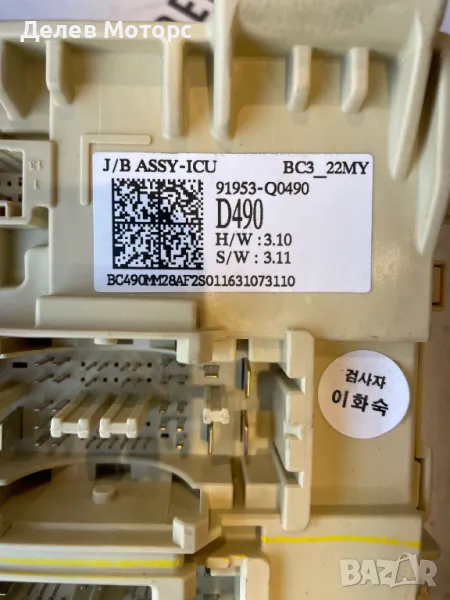 Делев Моторс
J/B ASSY-ICU BC3_22MY
91953-Q0490
D490
H/W : 3.10
S/W : 3.11
BC490MM28AF2S011631073110
검사자
이화숙
bazar.bg